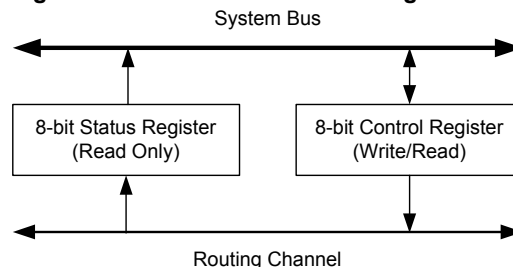 System Bus
8-bit Status Register
(Read Only)
8-bit Control Register
(Write/Read)
Routing Channel